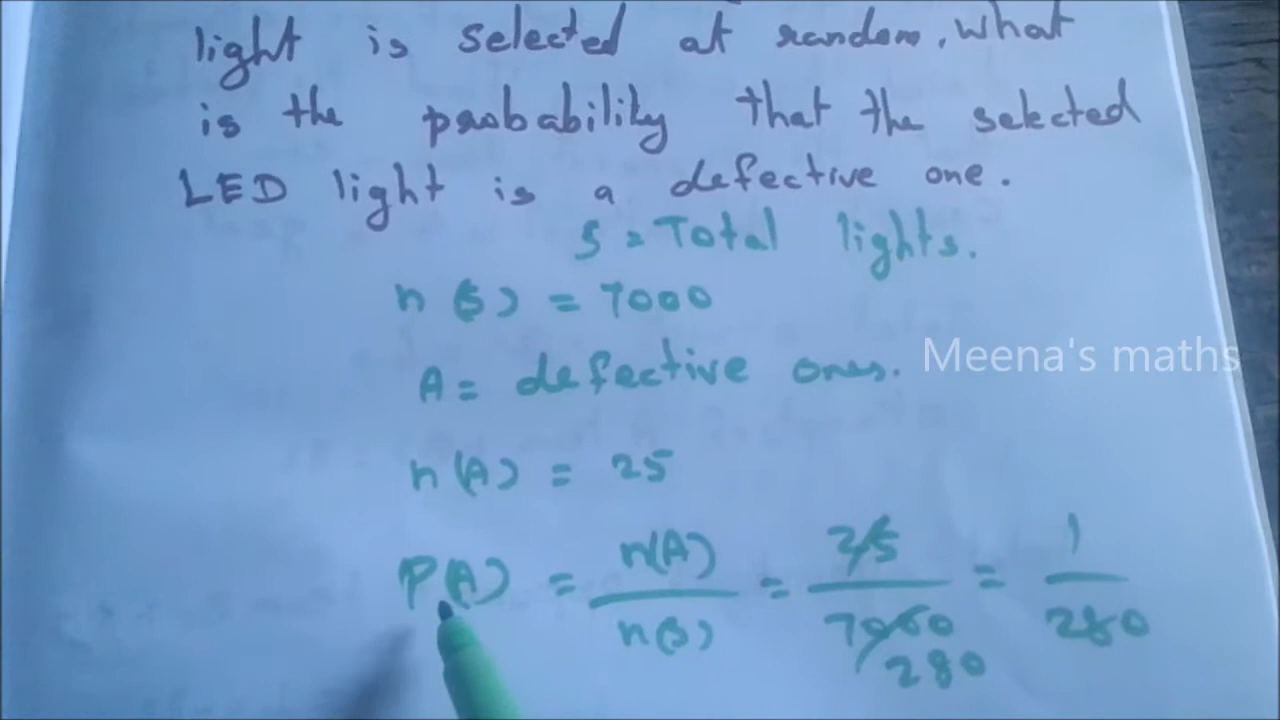 light is selected at random. What
is the probability that the selected
LED light is a defective one.
S = Total lights.
n(S) = 7000
A = defective ones.
Meena's maths
n(A) = 25
P(A) = n(A)/n(S) = 25/7000 = 1/280
280